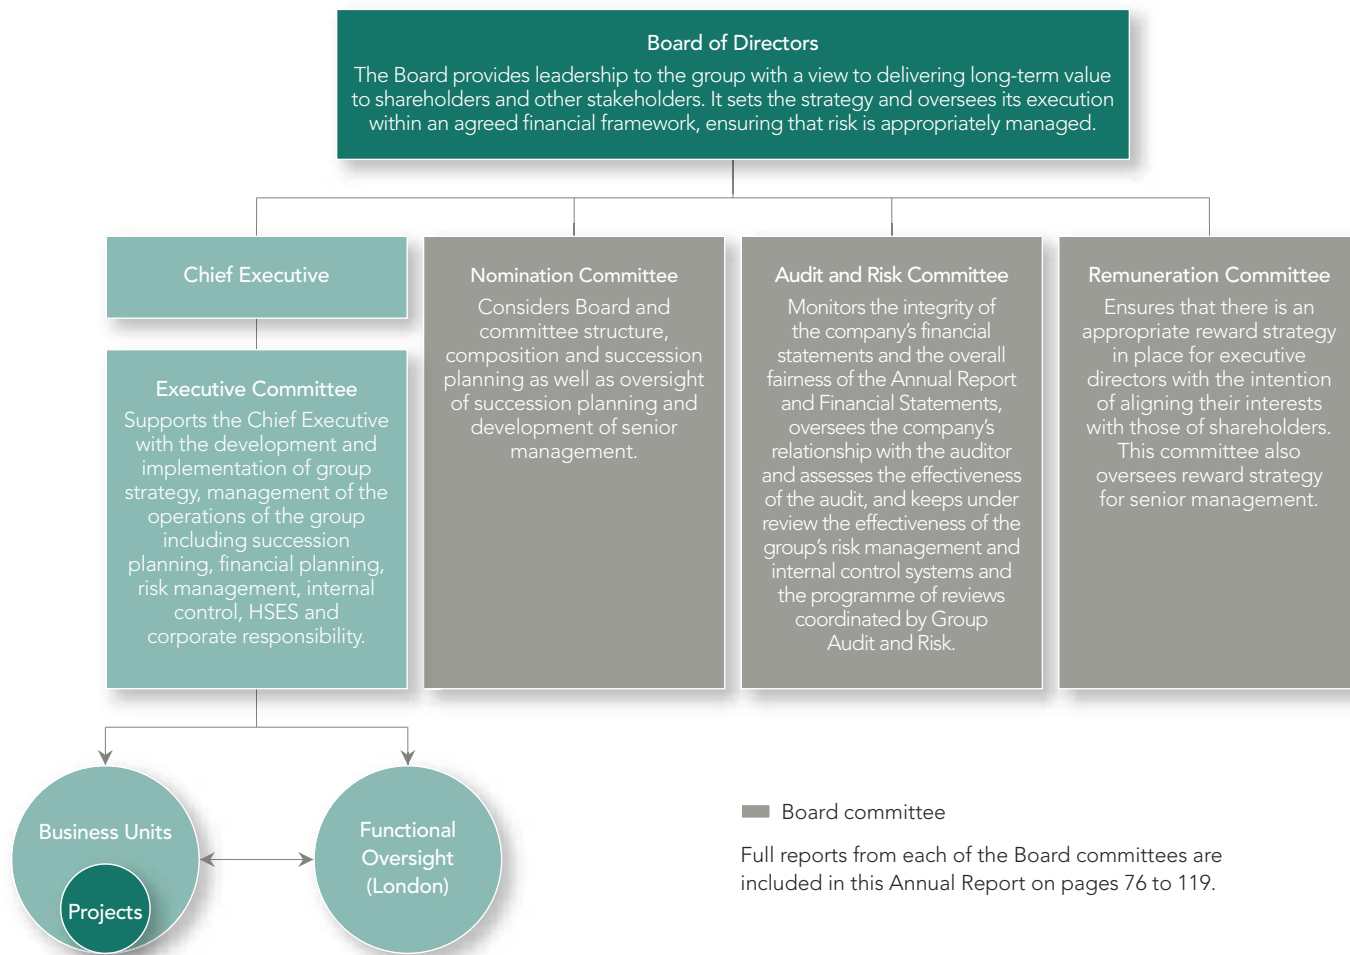 Board of Directors
The Board provides leadership to the group with a view to delivering long-term value
to shareholders and other stakeholders. It sets the strategy and oversees its execution
within an agreed financial framework, ensuring that risk is appropriately managed.
Chief Executive
Executive Committee
Supports the Chief Executive
with the development and
implementation of group
strategy, management of the
operations of the group
including succession
planning, financial planning,
risk management, internal
control, HSES and
corporate responsibility.
Nomination Committee
Considers Board and
committee structure,
composition and succession
planning as well as oversight
of succession planning and
development of senior
management.
Audit and Risk Committee
Monitors the integrity of
the company’s financial
statements and the overall
fairness of the Annual Report
and Financial Statements,
oversees the company’s
relationship with the auditor
and assesses the effectiveness
of the audit, and keeps under
review the effectiveness of the
group’s risk management and
internal control systems and
the programme of reviews
coordinated by Group
Audit and Risk.
Remuneration Committee
Ensures that there is an
appropriate reward strategy
in place for executive
directors with the intention
of aligning their interests
with those of shareholders.
This committee also
oversees reward strategy
for senior management.
Business Units
Projects
Functional
Oversight
(London)
Board committee
Full reports from each of the Board committees are
included in this Annual Report on pages 76 to 119.